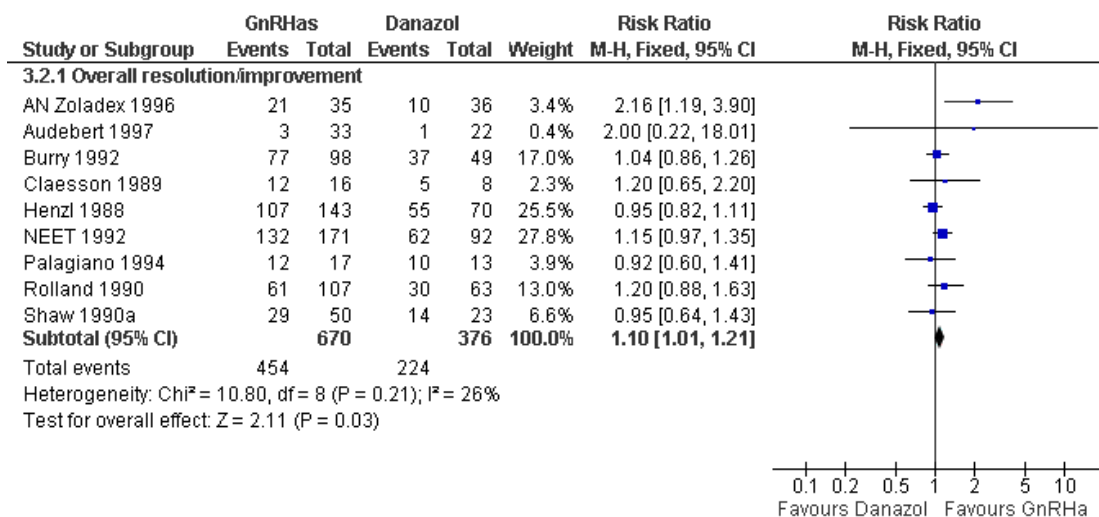 GnRHas Danazol Risk Ratio Risk Ratio
Study or Subgroup Events Total Events Total Weight M-H, Fixed, 95% CI M-H, Fixed, 95% CI
3.2.1 Overall resolution/improvement
AN Zoladex 1996 21 35 10 36 3.4% 2.16 [1.19, 3.90]
Audebert 1997 3 33 1 22 0.4% 2.00 [0.22, 18.01]
Burry 1992 77 98 37 49 17.0% 1.04 [0.86, 1.26]
Claesson 1989 12 16 5 8 2.3% 1.20 [0.65, 2.20]
Henzl 1988 107 143 55 70 25.5% 0.95 [0.82, 1.11]
NEET 1992 132 171 62 92 27.8% 1.15 [0.97, 1.35]
Palagiano 1994 12 17 10 13 3.9% 0.92 [0.60, 1.41]
Rolland 1990 61 107 30 63 13.0% 1.20 [0.88, 1.63]
Shaw 1990a 29 50 14 23 6.6% 0.95 [0.64, 1.43]
Subtotal (95% CI) 670 376 100.0% 1.10 [1.01, 1.21]
Total events 454 224
Heterogeneity: Chi² = 10.80, df = 8 (P = 0.21); I² = 26%
Test for overall effect: Z = 2.11 (P = 0.03)
0.1 0.2 0.5 1 2 5 10
Favours Danazol Favours GnRHa